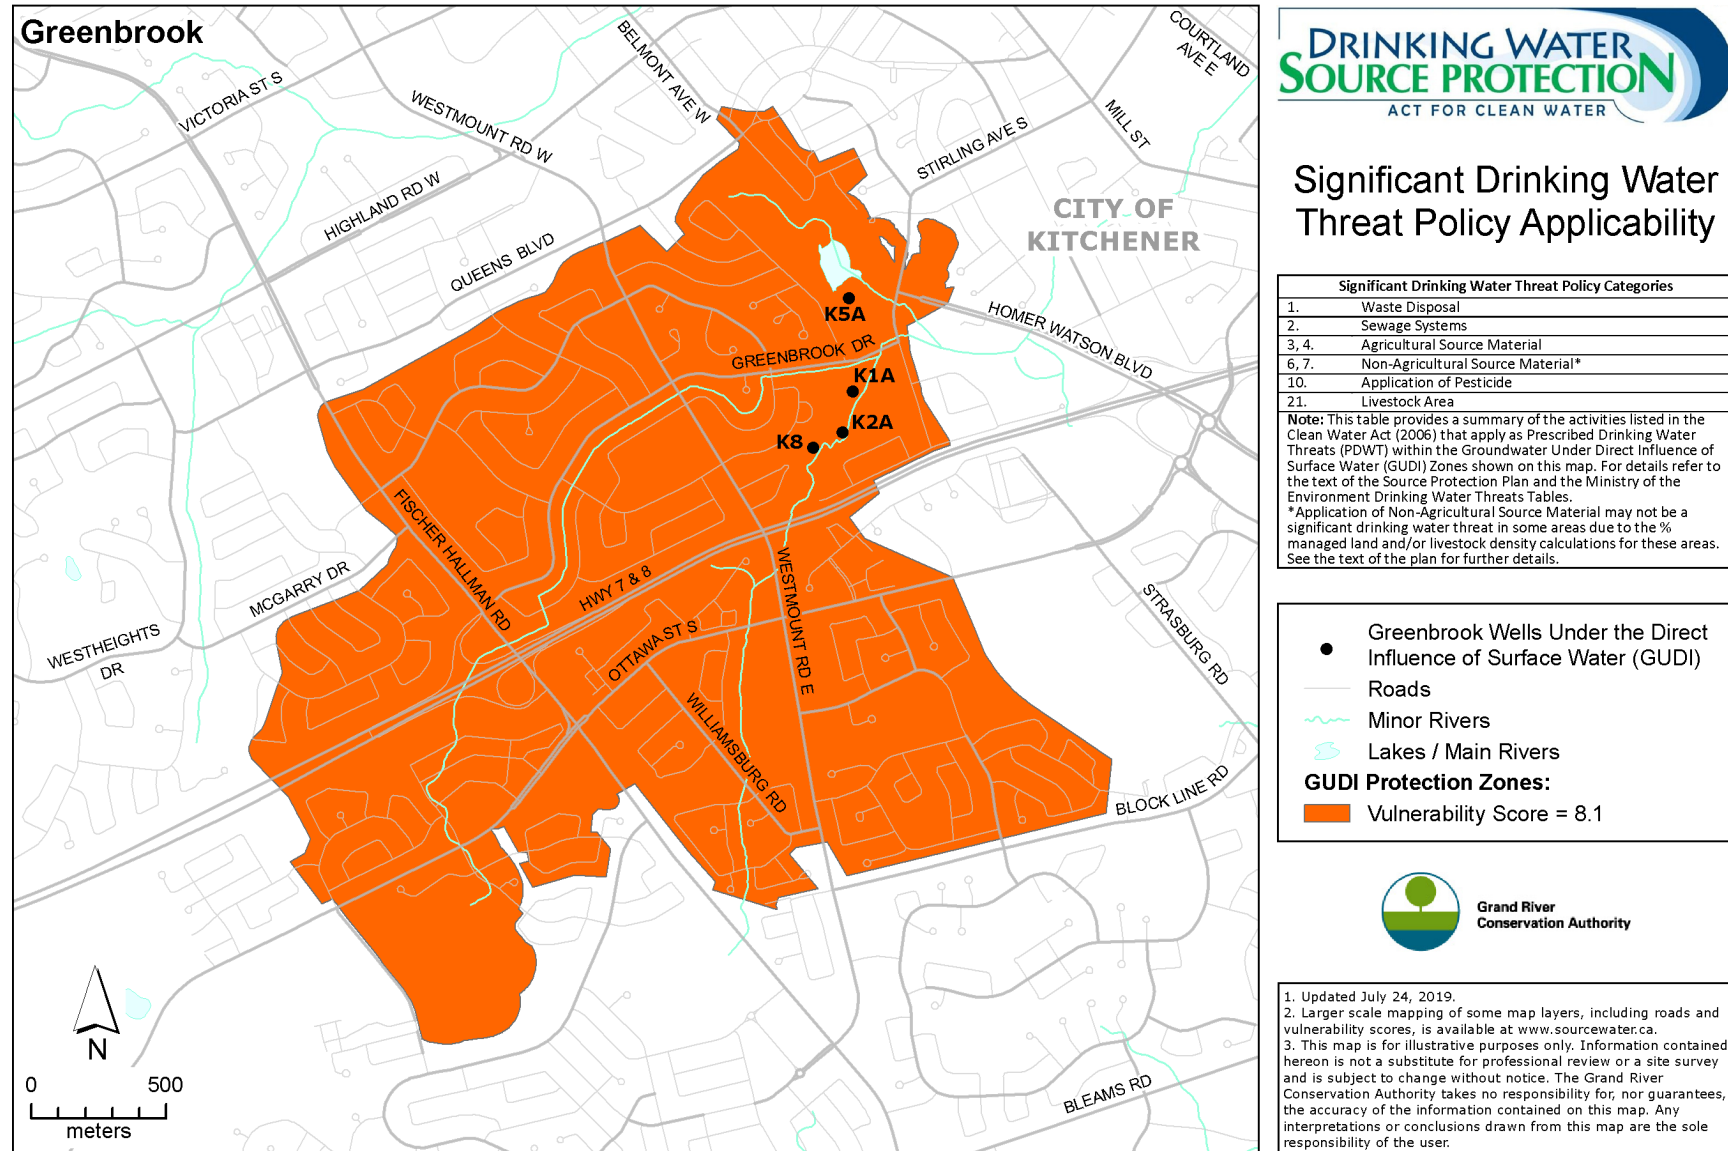 Greenbrook
VICTORIA ST S
WESTMOUNT RD W
BELMONT AVE W
COURTLAND
AVE E
MILL ST
STIRLING AVE S
HIGHLAND RD W
QUEENS BLVD
CITY OF
KITCHENER
HOMER WATSON BLVD
K5A
GREENBROOK DR
K1A
K2A
K8
FISCHER HALLMAN RD
HWY 7 & 8
MCGARRY DR
WESTHEIGHTS
DR
OTTAWA ST S
WESTMOUNT RD E
WILLIAMSBURG RD
STRASBURG RD
BLOCK LINE RD
BLEAMS RD
N
0 500
meters
DRINKING WATER
SOURCE PROTECTION
ACT FOR CLEAN WATER
Significant Drinking Water
Threat Policy Applicability
Significant Drinking Water Threat Policy Categories
1. Waste Disposal
2. Sewage Systems
3, 4. Agricultural Source Material
6, 7. Non-Agricultural Source Material*
10. Application of Pesticide
21. Livestock Area
Note: This table provides a summary of the activities listed in the
Clean Water Act (2006) that apply as Prescribed Drinking Water
Threats (PDWT) within the Groundwater Under Direct Influence of
Surface Water (GUDI) Zones shown on this map. For details refer to
the text of the Source Protection Plan and the Ministry of the
Environment Drinking Water Threats Tables.
*Application of Non-Agricultural Source Material may not be a
significant drinking water threat in some areas due to the %
managed land and/or livestock density calculations for these areas.
See the text of the plan for further details.
Greenbrook Wells Under the Direct
Influence of Surface Water (GUDI)
Roads
Minor Rivers
Lakes / Main Rivers
GUDI Protection Zones:
Vulnerability Score = 8.1
Grand River
Conservation Authority
1. Updated July 24, 2019.
2. Larger scale mapping of some map layers, including roads and
vulnerability scores, is available at www.sourcewater.ca.
3. This map is for illustrative purposes only. Information contained
hereon is not a substitute for professional review or a site survey
and is subject to change without notice. The Grand River
Conservation Authority takes no responsibility for, nor guarantees,
the accuracy of the information contained on this map. Any
interpretations or conclusions drawn from this map are the sole
responsibility of the user.